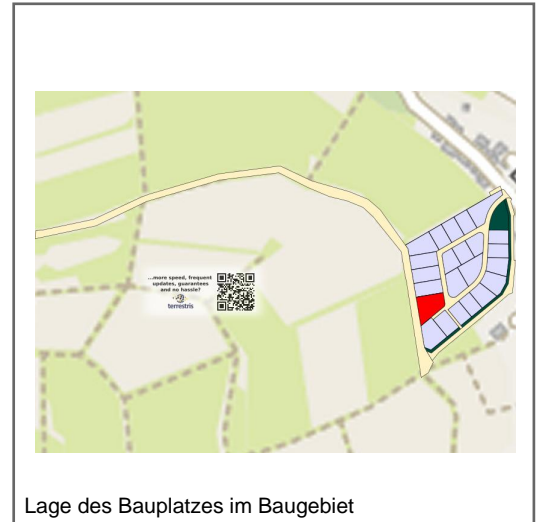 ...more speed, frequent
updates, guarantees
and no hassle?
terrestris
Lage des Bauplatzes im Baugebiet